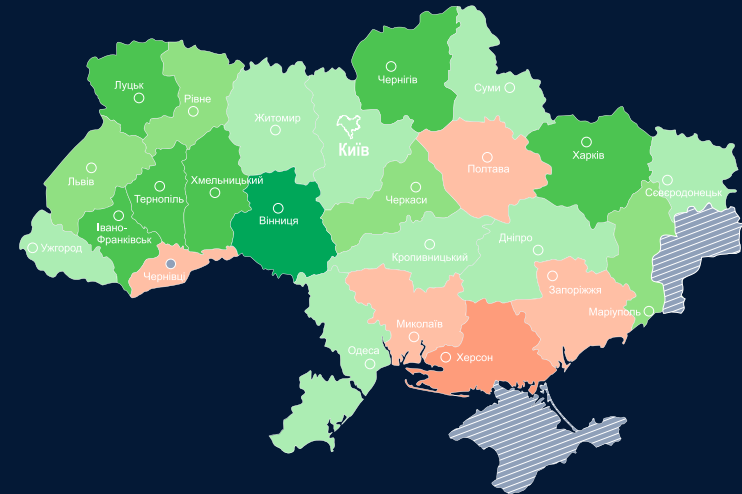 Чернігів
Суми
Луцьк
Рівне
Житомир
Київ
Харків
Полтава
Львів
Хмельницький
Тернопіль
Черкаси
Сєвєродонецьк
Вінниця
Івано-
Франківськ
Ужгород
Дніпро
Кропивницький
Чернівці
Запоріжжя
Маріуполь
Миколаїв
Одеса
Херсон